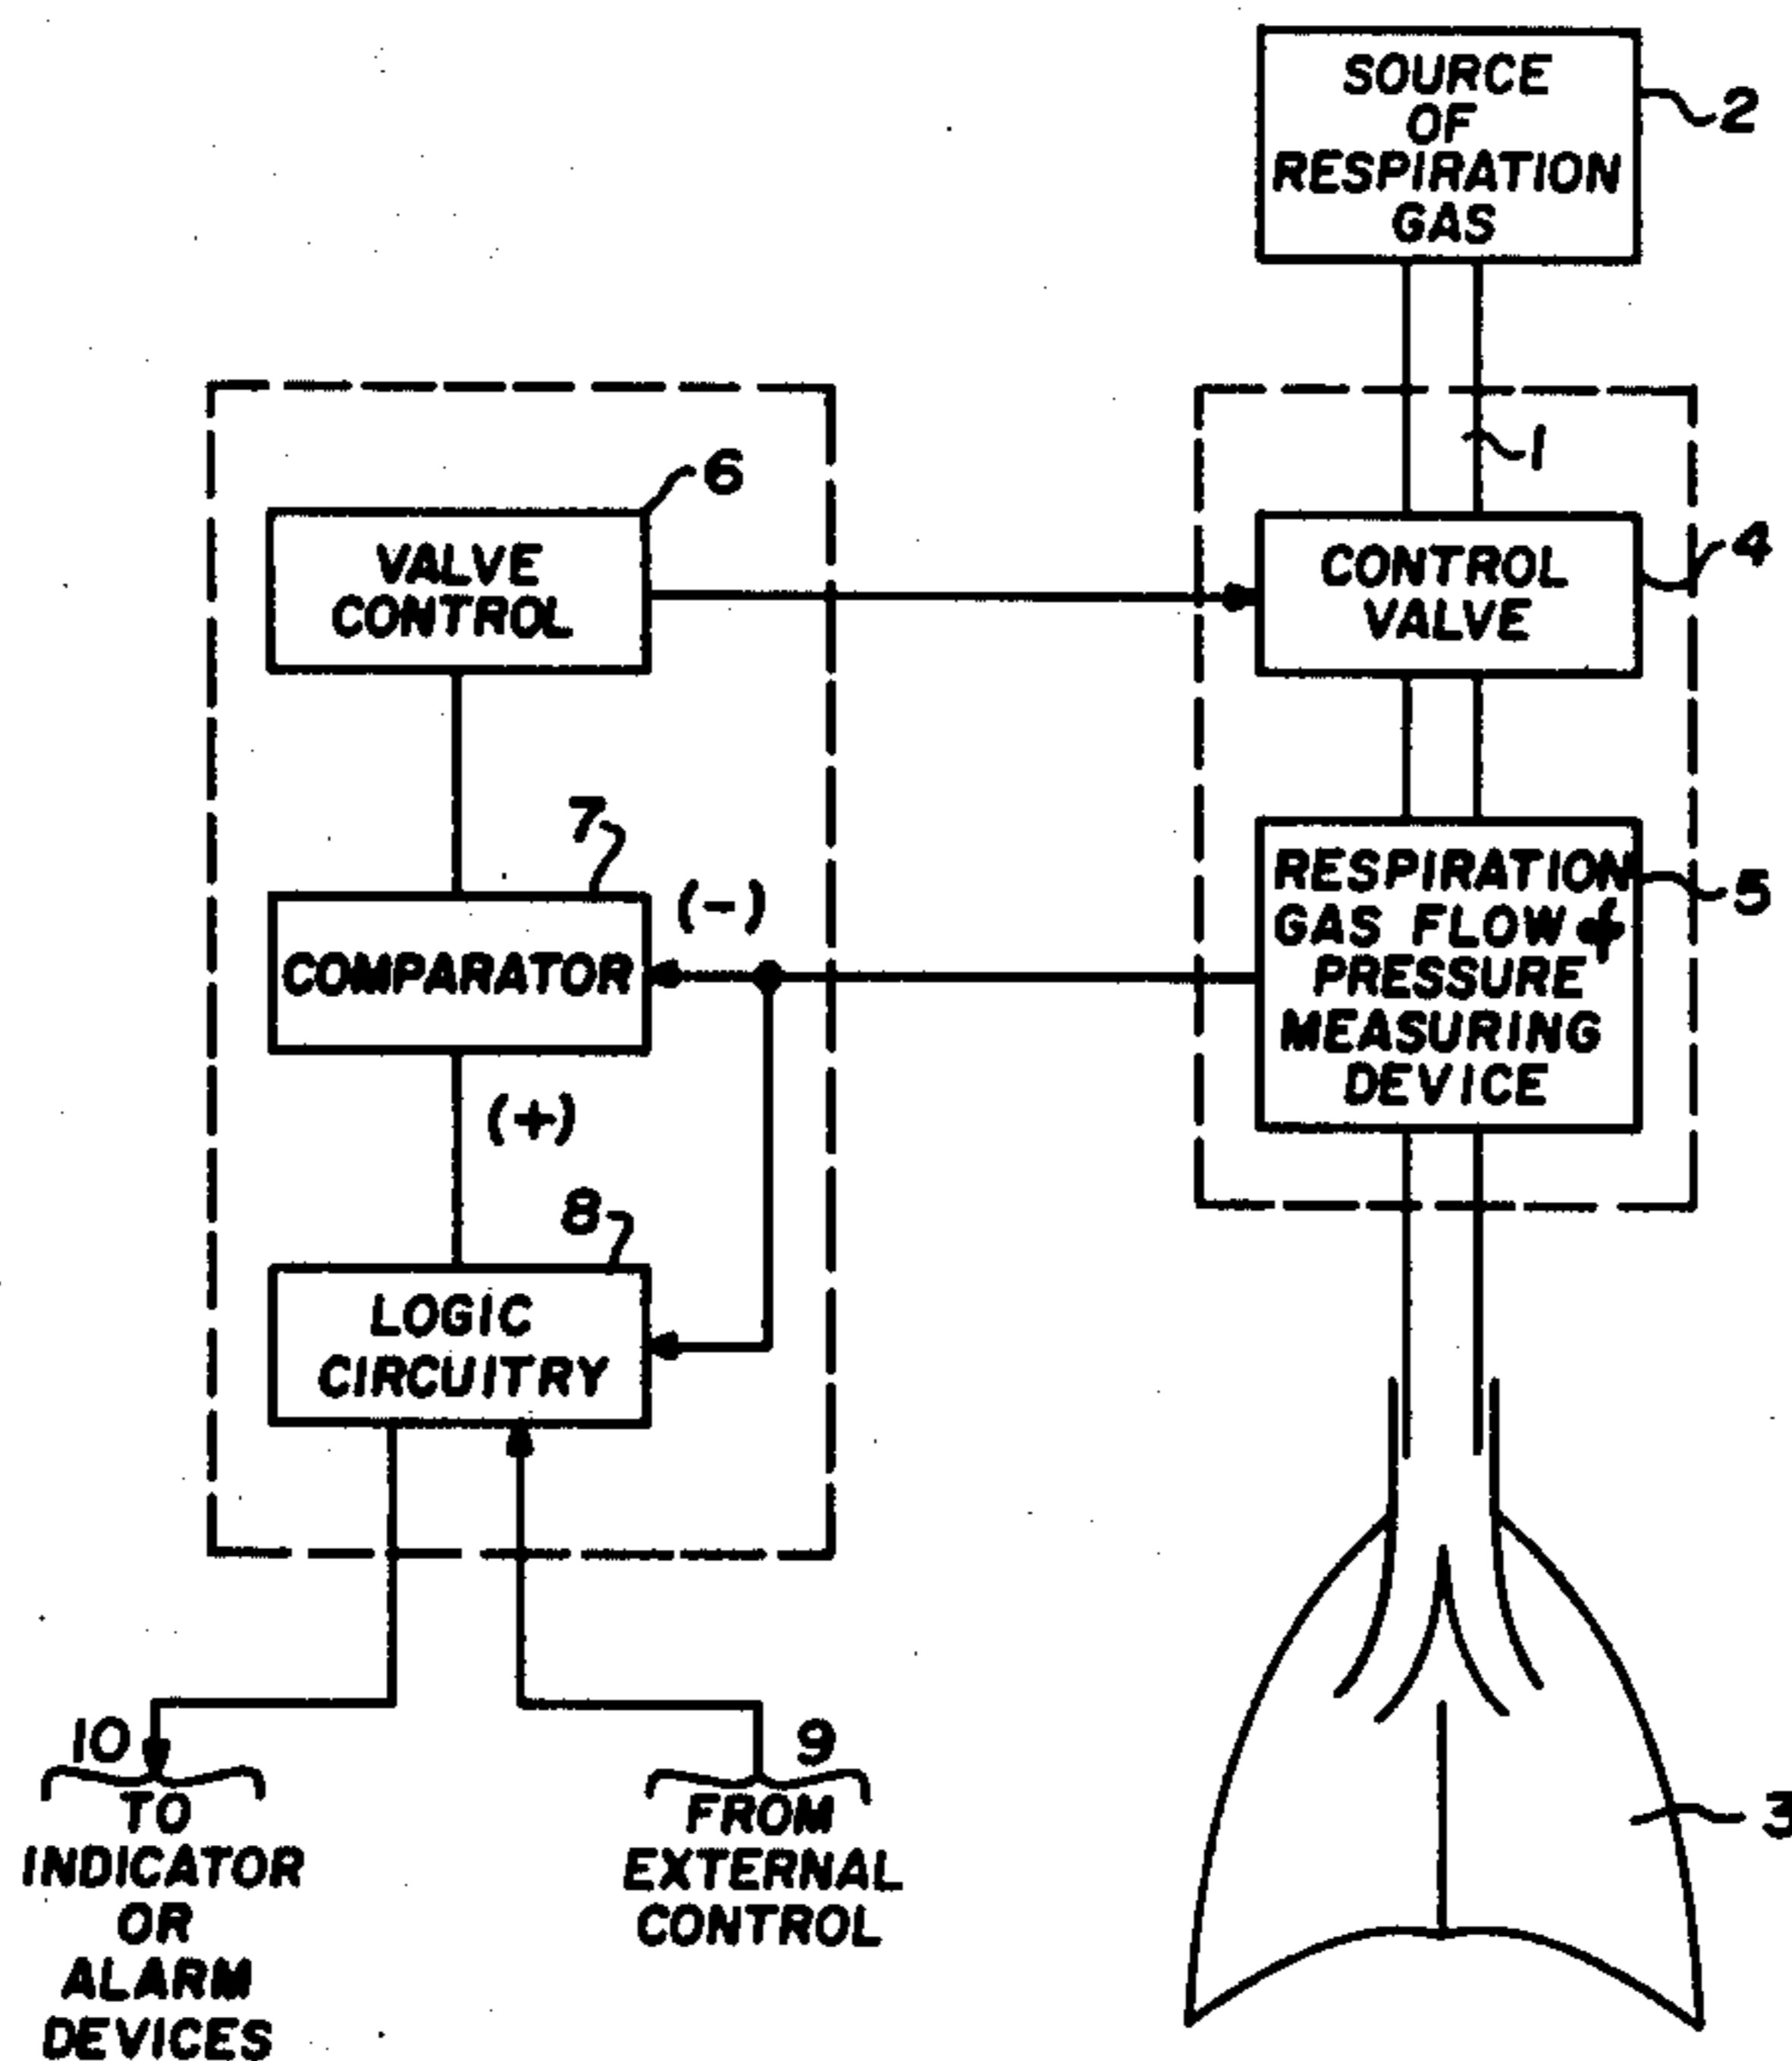 SOURCE
OF
RESPIRATION
GAS
2
1
6
VALVE
CONTROL
CONTROL
VALVE
4
7
(-)
COMPARATOR
RESPIRATION
GAS FLOW &
PRESSURE
MEASURING
DEVICE
5
(+)
8
LOGIC
CIRCUITRY
10
TO
INDICATOR
OR
ALARM
DEVICES
9
FROM
EXTERNAL
CONTROL
3